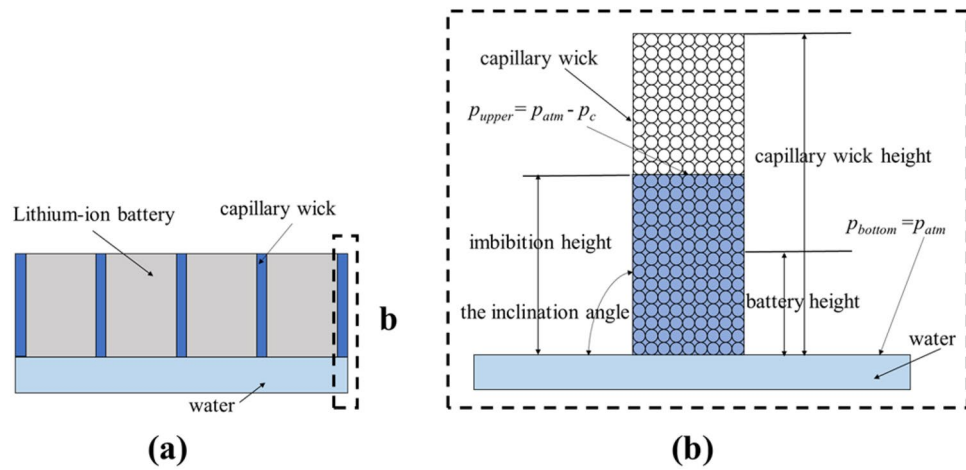 Lithium-ion battery
capillary wick
water
b
(a)
capillary wick
p_upper = p_atm - p_c
capillary wick height
imbibition height
p_bottom = p_atm
the inclination angle
battery height
water
(b)